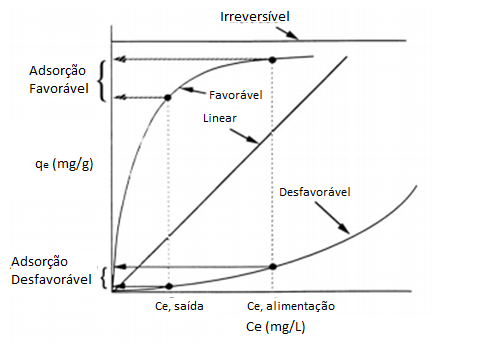 Irreversível
Adsorção
Favorável
Favorável
Linear
qe (mg/g)
Desfavorável
Adsorção
Desfavorável
Ce, saída
Ce, alimentação
Ce (mg/L)